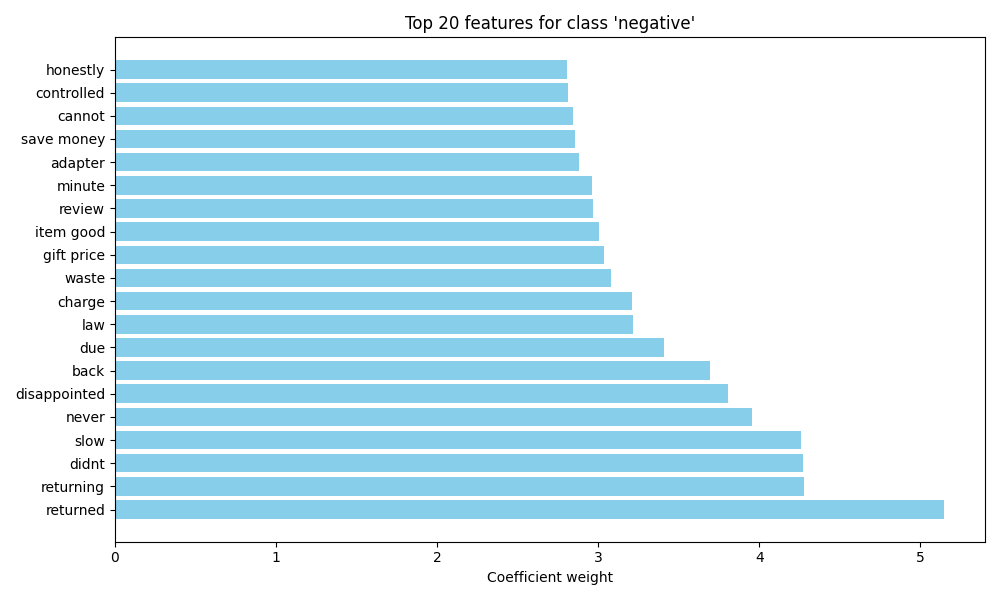 Top 20 features for class 'negative'
honestly
controlled
cannot
save money
adapter
minute
review
item good
gift price
waste
charge
law
due
back
disappointed
never
slow
didnt
returning
returned
0 1 2 3 4 5
Coefficient weight